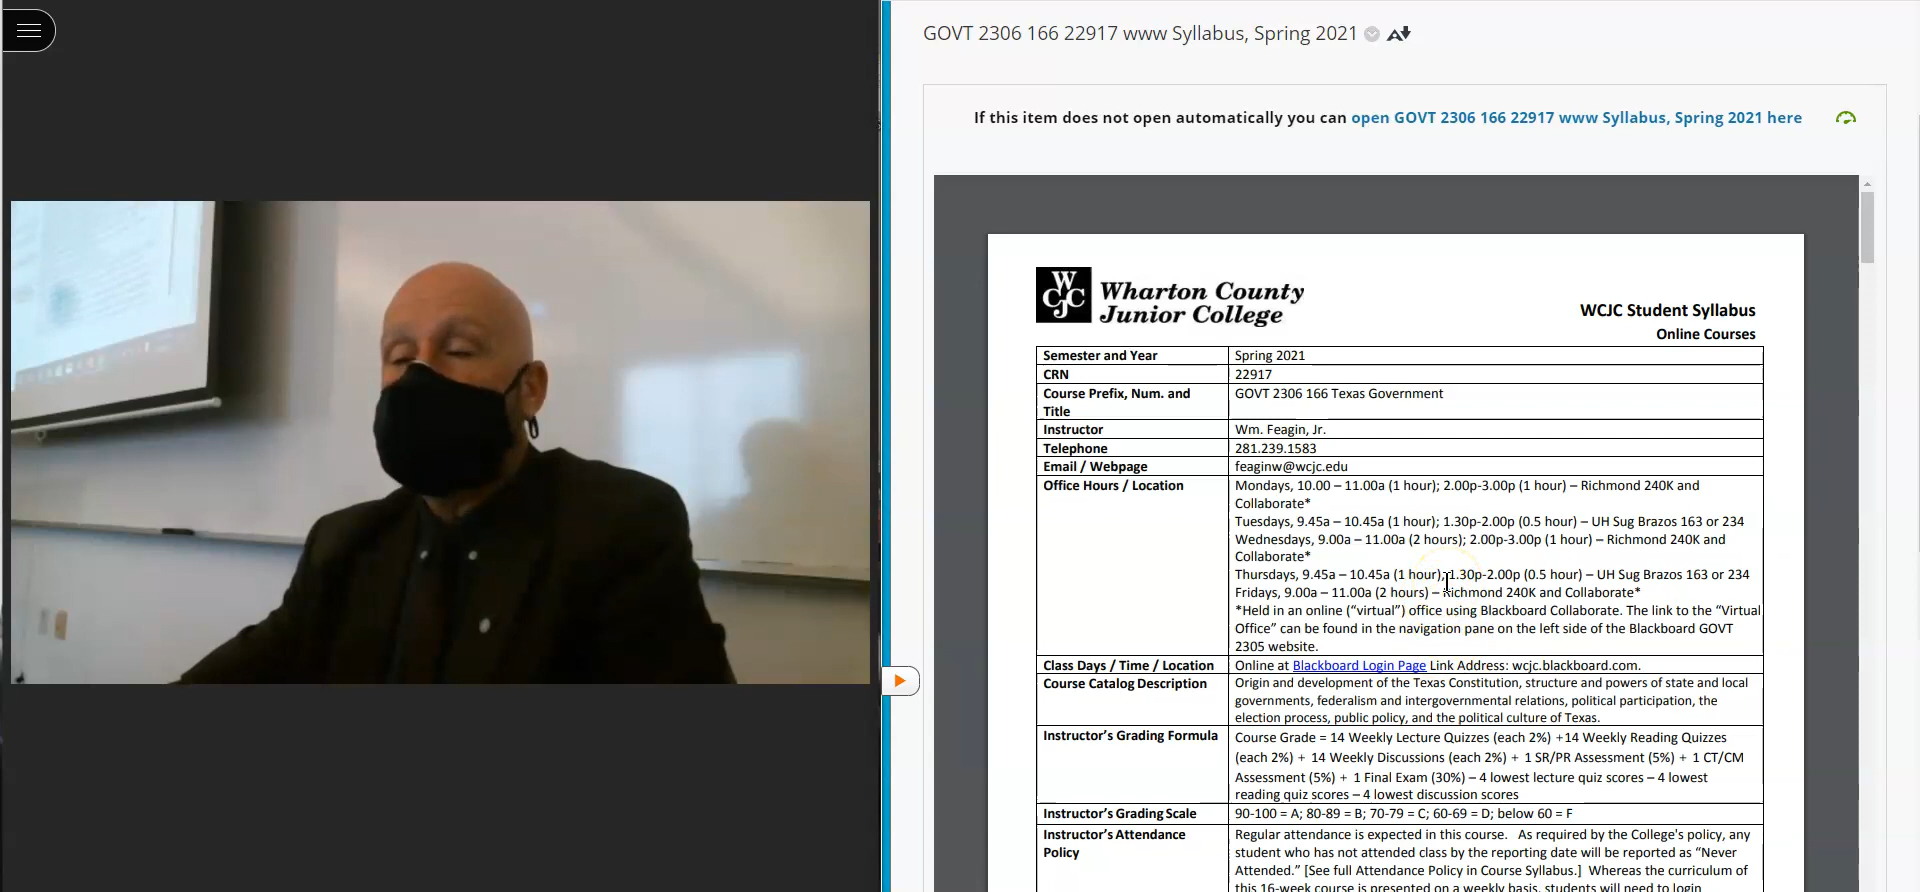 GOVT 2306 166 22917 www Syllabus, Spring 2021
If this item does not open automatically you can open GOVT 2306 166 22917 www Syllabus, Spring 2021 here
WCJC
Wharton County
Junior College
WCJC Student Syllabus
Online Courses
Semester and Year Spring 2021
CRN 22917
Course Prefix, Num. and GOVT 2306 166 Texas Government
Title
Instructor Wm. Feagin, Jr.
Telephone 281.239.1583
Email / Webpage feaginw@wcjc.edu
Office Hours / Location Mondays, 10.00 – 11.00a (1 hour); 2.00p-3.00p (1 hour) – Richmond 240K and
Collaborate*
Tuesdays, 9.45a – 10.45a (1 hour); 1.30p-2.00p (0.5 hour) – UH Sug Brazos 163 or 234
Wednesdays, 9.00a – 11.00a (2 hours); 2.00p-3.00p (1 hour) – Richmond 240K and
Collaborate*
Thursdays, 9.45a – 10.45a (1 hour); 1.30p-2.00p (0.5 hour) – UH Sug Brazos 163 or 234
Fridays, 9.00a – 11.00a (2 hours) – Richmond 240K and Collaborate*
*Held in an online (“virtual”) office using Blackboard Collaborate. The link to the “Virtual
Office” can be found in the navigation pane on the left side of the Blackboard GOVT
2305 website.
Class Days / Time / Location Online at Blackboard Login Page Link Address: wcjc.blackboard.com.
Course Catalog Description Origin and development of the Texas Constitution, structure and powers of state and local
governments, federalism and intergovernmental relations, political participation, the
election process, public policy, and the political culture of Texas.
Instructor’s Grading Formula Course Grade = 14 Weekly Lecture Quizzes (each 2%) +14 Weekly Reading Quizzes
(each 2%) + 14 Weekly Discussions (each 2%) + 1 SR/PR Assessment (5%) + 1 CT/CM
Assessment (5%) + 1 Final Exam (30%) – 4 lowest lecture quiz scores – 4 lowest
reading quiz scores – 4 lowest discussion scores
Instructor’s Grading Scale 90-100 = A; 80-89 = B; 70-79 = C; 60-69 = D; below 60 = F
Instructor’s Attendance Regular attendance is expected in this course. As required by the College's policy, any
Policy student who has not attended class by the reporting date will be reported as “Never
Attended.” [See full Attendance Policy in Course Syllabus.] Whereas the curriculum of
this 16-week course is presented on a weekly basis, students will need to login